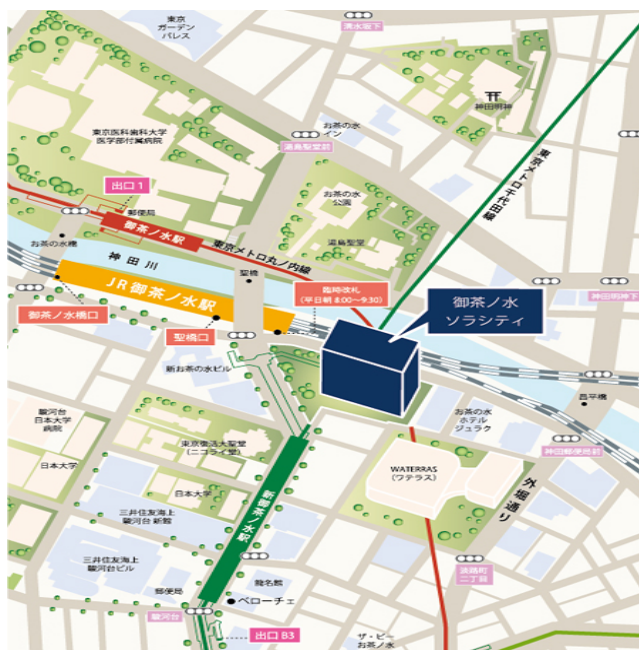 東京
ガーデン
パレス
清水坂下
神田明神
東京医科歯科大学
医学部付属病院
お茶の水
イン
湯島聖堂前
東京メトロ千代田線
出口1
郵便局
お茶の水
公園
湯島聖堂
御茶ノ水駅
東京メトロ丸ノ内線
お茶の水橋
神田川
聖橋
JR御茶ノ水駅
臨時改札
(平日朝 8:00~9:30)
御茶ノ水
ソラシティ
神田明神下
御茶ノ水橋口
聖橋口
新お茶の水ビル
昌平橋
駿河台
日本大学
病院
お茶の水
ホテル
ジュラク
東京復活大聖堂
(ニコライ堂)
神田郵便局前
日本大学
日本大学
WATERRAS
(ワテラス)
外堀通り
新御茶ノ水駅
三井住友海上
駿河台 新館
三井住友海上
駿河台ビル
淡路町
二丁目
郵便局
龍名館
ベローチェ
駿河台
出口 B3
ザ・ビー
お茶ノ水